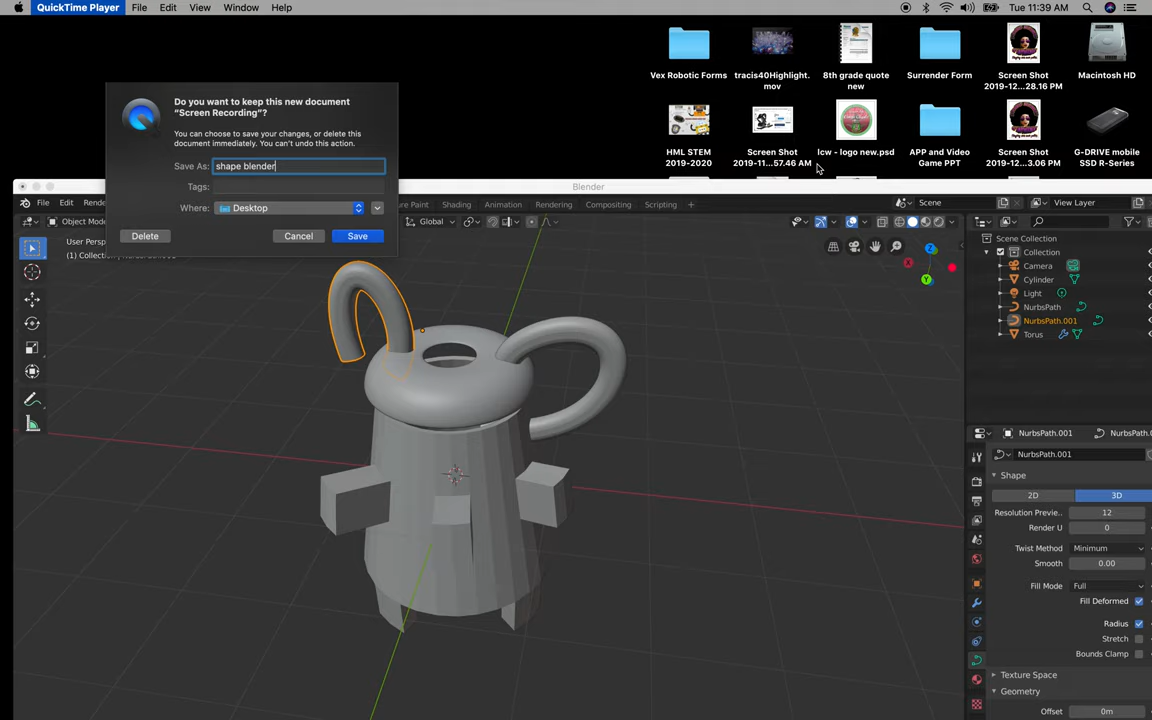 QuickTime Player File Edit View Window Help Tue 11:39 AM
Vex Robotic Forms
tracis40Highlight.
mov
8th grade quote
new
Surrender Form
Screen Shot
2019-12...28.16 PM
Macintosh HD
HML STEM
2019-2020
Screen Shot
2019-11...57.46 AM
lcw - logo new.psd
APP and Video
Game PPT
Screen Shot
2019-12...3.06 PM
G-DRIVE mobile
SSD R-Series
Do you want to keep this new document
“Screen Recording”?
You can choose to save your changes, or delete this
document immediately. You can’t undo this action.
Save As: shape blender
Tags:
Where: Desktop
Delete Cancel Save
Blender
File Edit Rende Paint Shading Animation Rendering Compositing Scripting Scene View Layer
Object Mode Global
User Persp
(1) Collection
Scene Collection
Collection
Camera
Cylinder
Light
NurbsPath
NurbsPath.001
Torus
NurbsPath.001 NurbsPath.0
NurbsPath.001
Shape
2D 3D
Resolution Previe.. 12
Render U 0
Twist Method Minimum
Smooth 0.00
Fill Mode Full
Fill Deformed
Radius
Stretch
Bounds Clamp
Texture Space
Geometry
Offset 0m